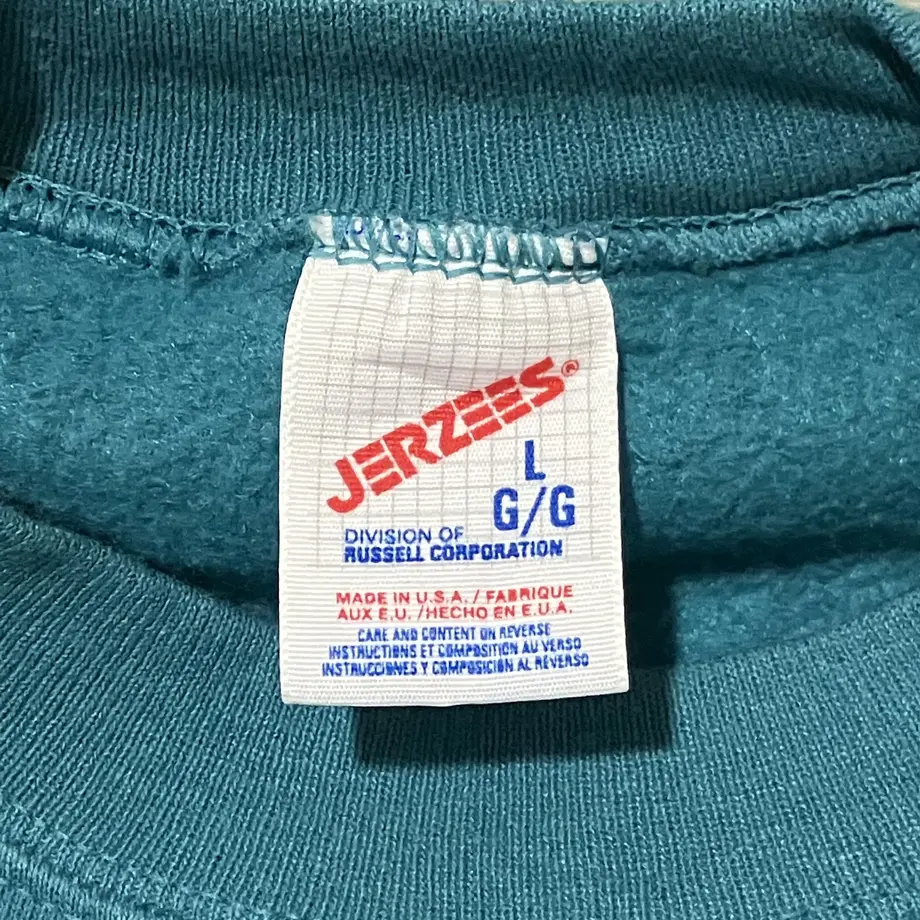 JERZEES®
L
G/G
DIVISION OF
RUSSELL CORPORATION
MADE IN U.S.A. / FABRIQUE
AUX E.U. / HECHO EN E.U.A.
CARE AND CONTENT ON REVERSE
INSTRUCTIONS ET COMPOSITION AU VERSO
INSTRUCCIONES Y COMPOSICION AL REVERSO